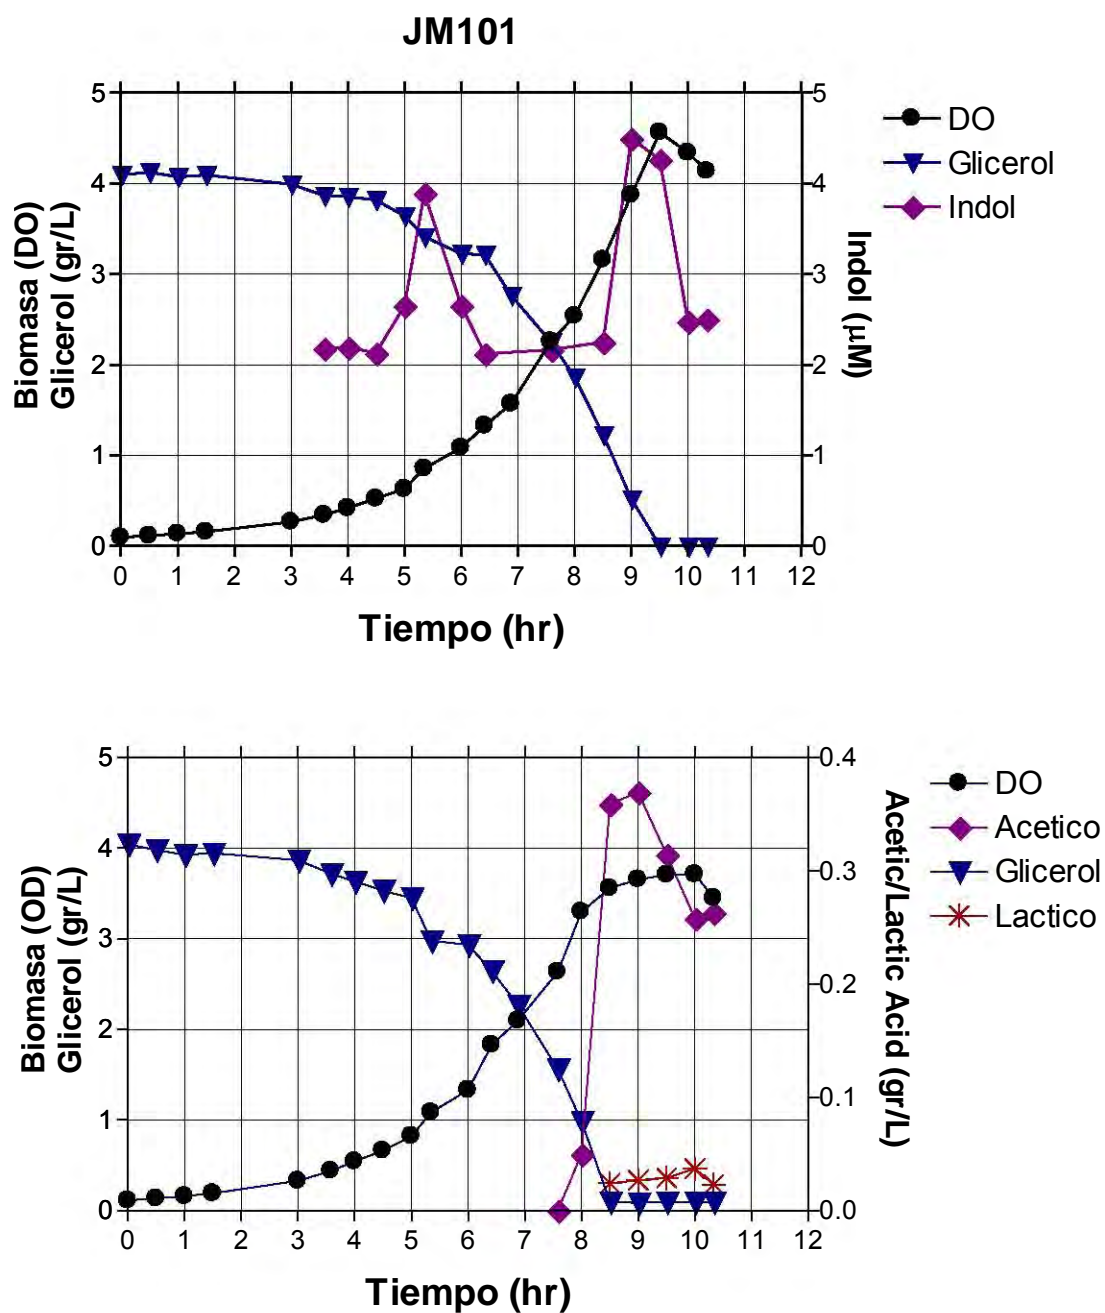 JM101
Biomasa (DO)
Glicerol (gr/L)
5
4
3
2
1
0
0 1 2 3 4 5 6 7 8 9 10 11 12
Tiempo (hr)
5
4
3
2
1
0
Indol (μM)
DO
Glicerol
Indol
Biomasa (OD)
Glicerol (gr/L)
5
4
3
2
1
0
0 1 2 3 4 5 6 7 8 9 10 11 12
Tiempo (hr)
0.4
0.3
0.2
0.1
0.0
Acetic/Lactic Acid (gr/L)
DO
Acetico
Glicerol
Lactico